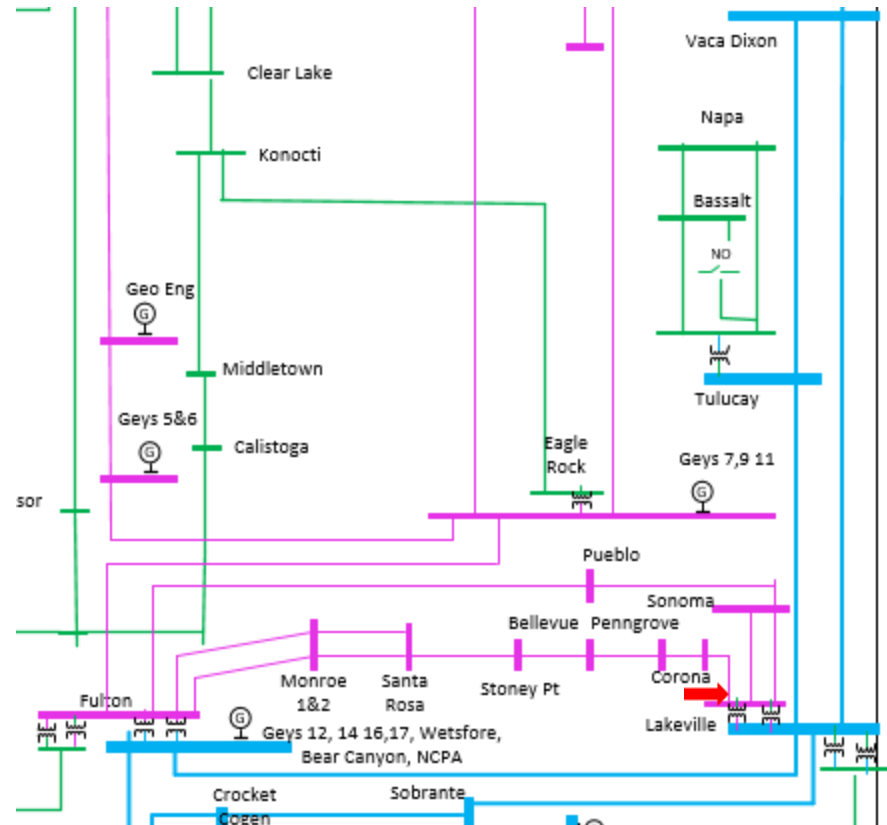 Vaca Dixon
Clear Lake
Napa
Konocti
Bassalt
NO
Geo Eng
G
Middletown
Tulucay
Geys 5&6
G
Calistoga
Eagle
Rock
Geys 7,9 11
G
sor
Pueblo
Sonoma
Bellevue
Penngrove
Monroe
1&2
Santa
Rosa
Stoney Pt
Corona
Fulton
Lakeville
G
Geys 12, 14 16,17, Wetsfore,
Bear Canyon, NCPA
Crocket
Cogen
Sobrante